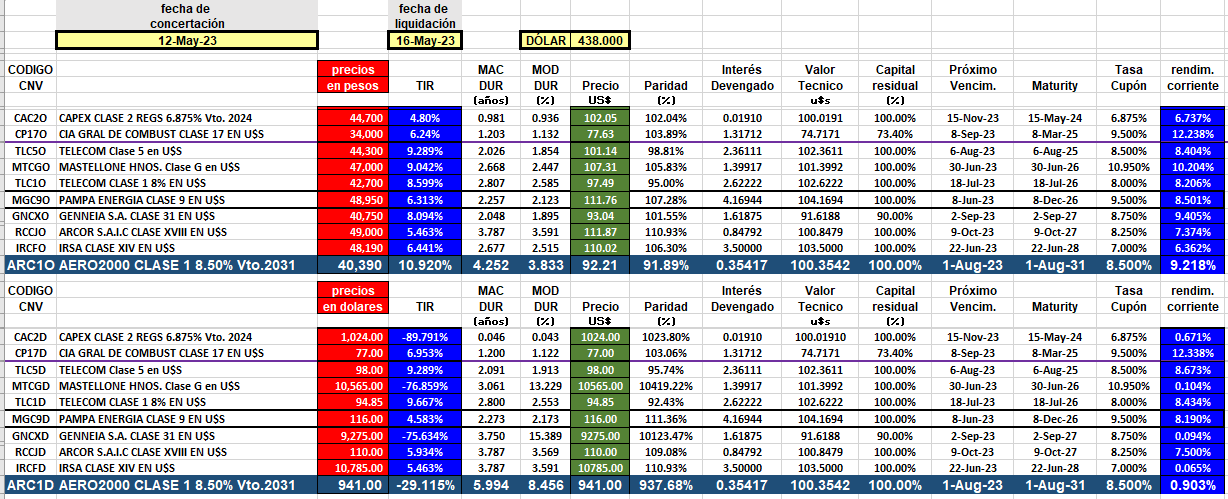 fecha de fecha de
concertación liquidación
12-May-23 16-May-23 DÓLAR 438.000
CODIGO precios MAC MOD Interés Valor Capital Próximo Tasa rendim.
CNV en pesos TIR DUR DUR Precio Paridad Devengado Tecnico residual Vencim. Maturity Cupón corriente
(años) (%) US$ (%) u$s (%)
CAC2O CAPEX CLASE 2 REGS 6.875% Vto. 2024 44,700 4.80% 0.981 0.936 102.05 102.04% 0.01910 100.0191 100.00% 15-Nov-23 15-May-24 6.875% 6.737%
CP17O CIA GRAL DE COMBUST CLASE 17 EN U$S 34,000 6.24% 1.203 1.132 77.63 103.89% 1.31712 74.7171 73.40% 8-Sep-23 8-Mar-25 9.500% 12.238%
TLC5O TELECOM Clase 5 en U$S 44,300 9.289% 2.026 1.854 101.14 98.81% 2.36111 102.3611 100.00% 6-Aug-23 6-Aug-25 8.500% 8.404%
MTCGO MASTELLONE HNOS. Clase G en U$S 47,000 9.042% 2.668 2.447 107.31 105.83% 1.39992 101.3992 100.00% 30-Jun-23 30-Jun-26 10.950% 10.204%
TLC1O TELECOM CLASE 1 8% EN U$S 42,700 8.599% 2.807 2.585 97.49 95.00% 2.62222 102.6222 100.00% 18-Jul-23 18-Jul-26 8.000% 8.206%
MGC9O PAMPA ENERGIA CLASE 9 EN U$S 48,950 6.313% 2.257 2.123 111.76 107.28% 4.16944 104.1694 100.00% 8-Jun-23 8-Dec-26 9.500% 8.501%
GNCXO GENNEIA S.A. CLASE 31 EN U$S 40,750 8.094% 2.048 1.895 93.04 101.55% 1.61875 91.6188 90.00% 2-Sep-23 2-Sep-27 8.750% 9.405%
RCCJO ARCOR S.A.I.C CLASE XVIII EN U$S 49,000 5.463% 3.787 3.591 111.87 110.93% 0.84792 100.8479 100.00% 9-Oct-23 9-Oct-27 8.250% 7.374%
IRCFO IRSA CLASE XIV EN U$S 48,190 6.441% 2.677 2.515 110.02 106.30% 3.50000 103.5000 100.00% 22-Jun-23 22-Jun-28 7.000% 6.362%
ARC1O AERO2000 CLASE 1 8.50% Vto.2031 40,390 10.920% 4.252 3.833 92.21 91.89% 0.35417 100.3542 100.00% 1-Aug-23 1-Aug-31 8.500% 9.218%
CODIGO precios MAC MOD Interés Valor Capital Próximo Tasa rendim.
CNV en dolares TIR DUR DUR Precio Paridad Devengado Tecnico residual Vencim. Maturity Cupón corriente
(años) (%) US$ (%) u$s (%)
CAC2D CAPEX CLASE 2 REGS 6.875% Vto. 2024 1,024.00 -89.791% 0.046 0.043 1024.00 1023.80% 0.01910 100.01910 100.00% 15-Nov-23 15-May-24 6.875% 0.671%
CP17D CIA GRAL DE COMBUST CLASE 17 EN U$S 77.00 6.953% 1.200 1.122 77.00 103.06% 1.31712 74.7171 73.40% 8-Sep-23 8-Mar-25 9.500% 12.338%
TLC5D TELECOM Clase 5 en U$S 98.00 9.289% 2.091 1.913 98.00 95.74% 2.36111 102.3611 100.00% 6-Aug-23 6-Aug-25 8.500% 8.673%
MTCGD MASTELLONE HNOS. Clase G en U$S 10,565.00 -76.859% 3.061 13.229 10565.00 10419.22% 1.39992 101.3992 100.00% 30-Jun-23 30-Jun-26 10.950% 0.104%
TLC1D TELECOM CLASE 1 8% EN U$S 94.85 9.667% 2.800 2.553 94.85 92.43% 2.62222 102.6222 100.00% 18-Jul-23 18-Jul-26 8.000% 8.434%
MGC9D PAMPA ENERGIA CLASE 9 EN U$S 116.00 4.583% 2.273 2.173 116.00 111.36% 4.16944 104.1694 100.00% 8-Jun-23 8-Dec-26 9.500% 8.190%
GNCXD GENNEIA S.A. CLASE 31 EN U$S 9,275.00 -75.634% 3.750 15.389 9275.00 10123.47% 1.61875 91.6188 90.00% 2-Sep-23 2-Sep-27 8.750% 0.094%
RCCJD ARCOR S.A.I.C CLASE XVIII EN U$S 110.00 5.934% 3.787 3.569 110.00 109.08% 0.84792 100.8479 100.00% 9-Oct-23 9-Oct-27 8.250% 7.500%
IRCFD IRSA CLASE XIV EN U$S 10,785.00 5.463% 3.787 3.591 10785.00 110.93% 3.50000 103.500 100.00% 22-Jun-23 22-Jun-28 7.000% 0.065%
ARC1D AERO2000 CLASE 1 8.50% Vto.2031 941.00 -29.115% 5.994 8.456 941.00 937.68% 0.35417 100.3542 100.00% 1-Aug-23 1-Aug-31 8.500% 0.903%